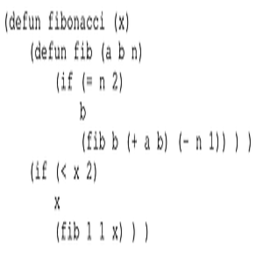 (defun fibonacci (x)
(defun fib (a b n)
(if (= n 2)
b
(fib b (+ a b) (- n 1)) ) )
(if (< x 2)
x
(fib 1 1 x) ) )